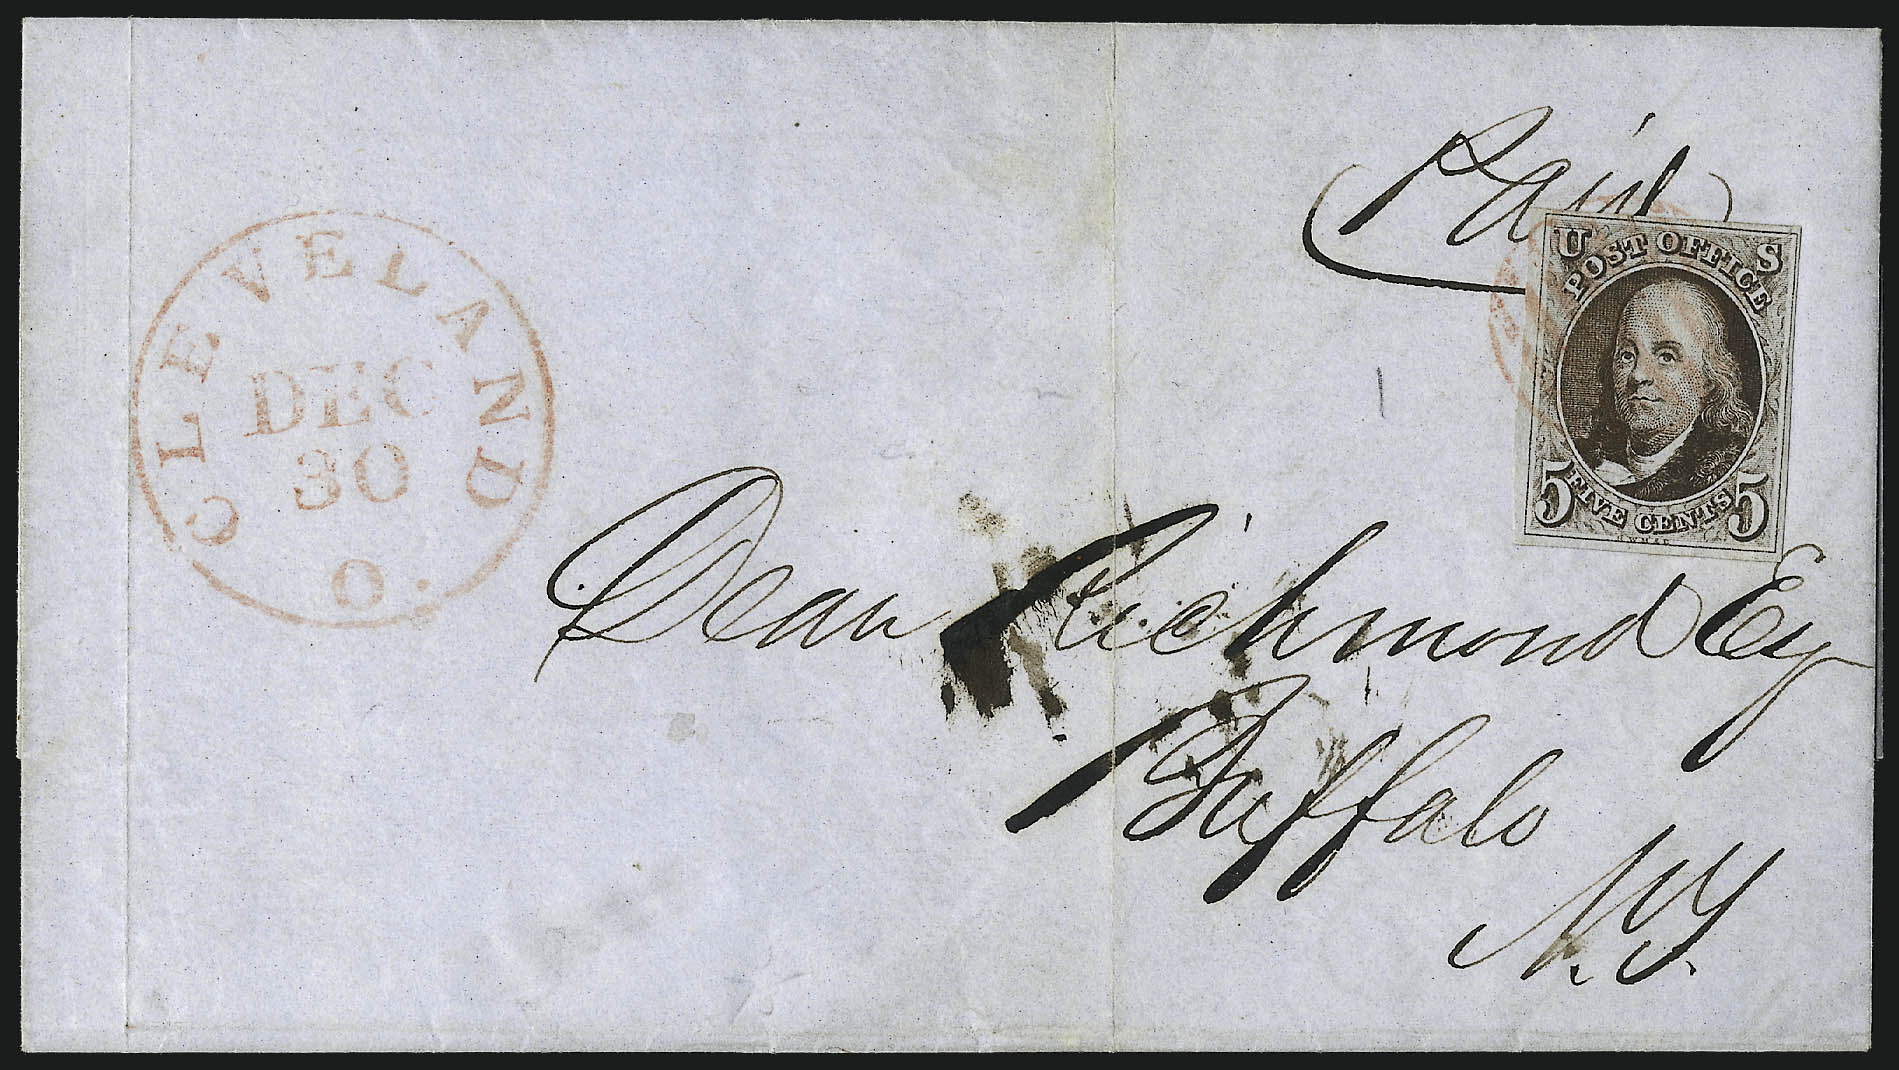 Paid
U S
POST OFFICE
5 FIVE CENTS 5
CLEVELAND
DEC
30
O.
Dean Richmond Esq
Buffalo
N.Y.